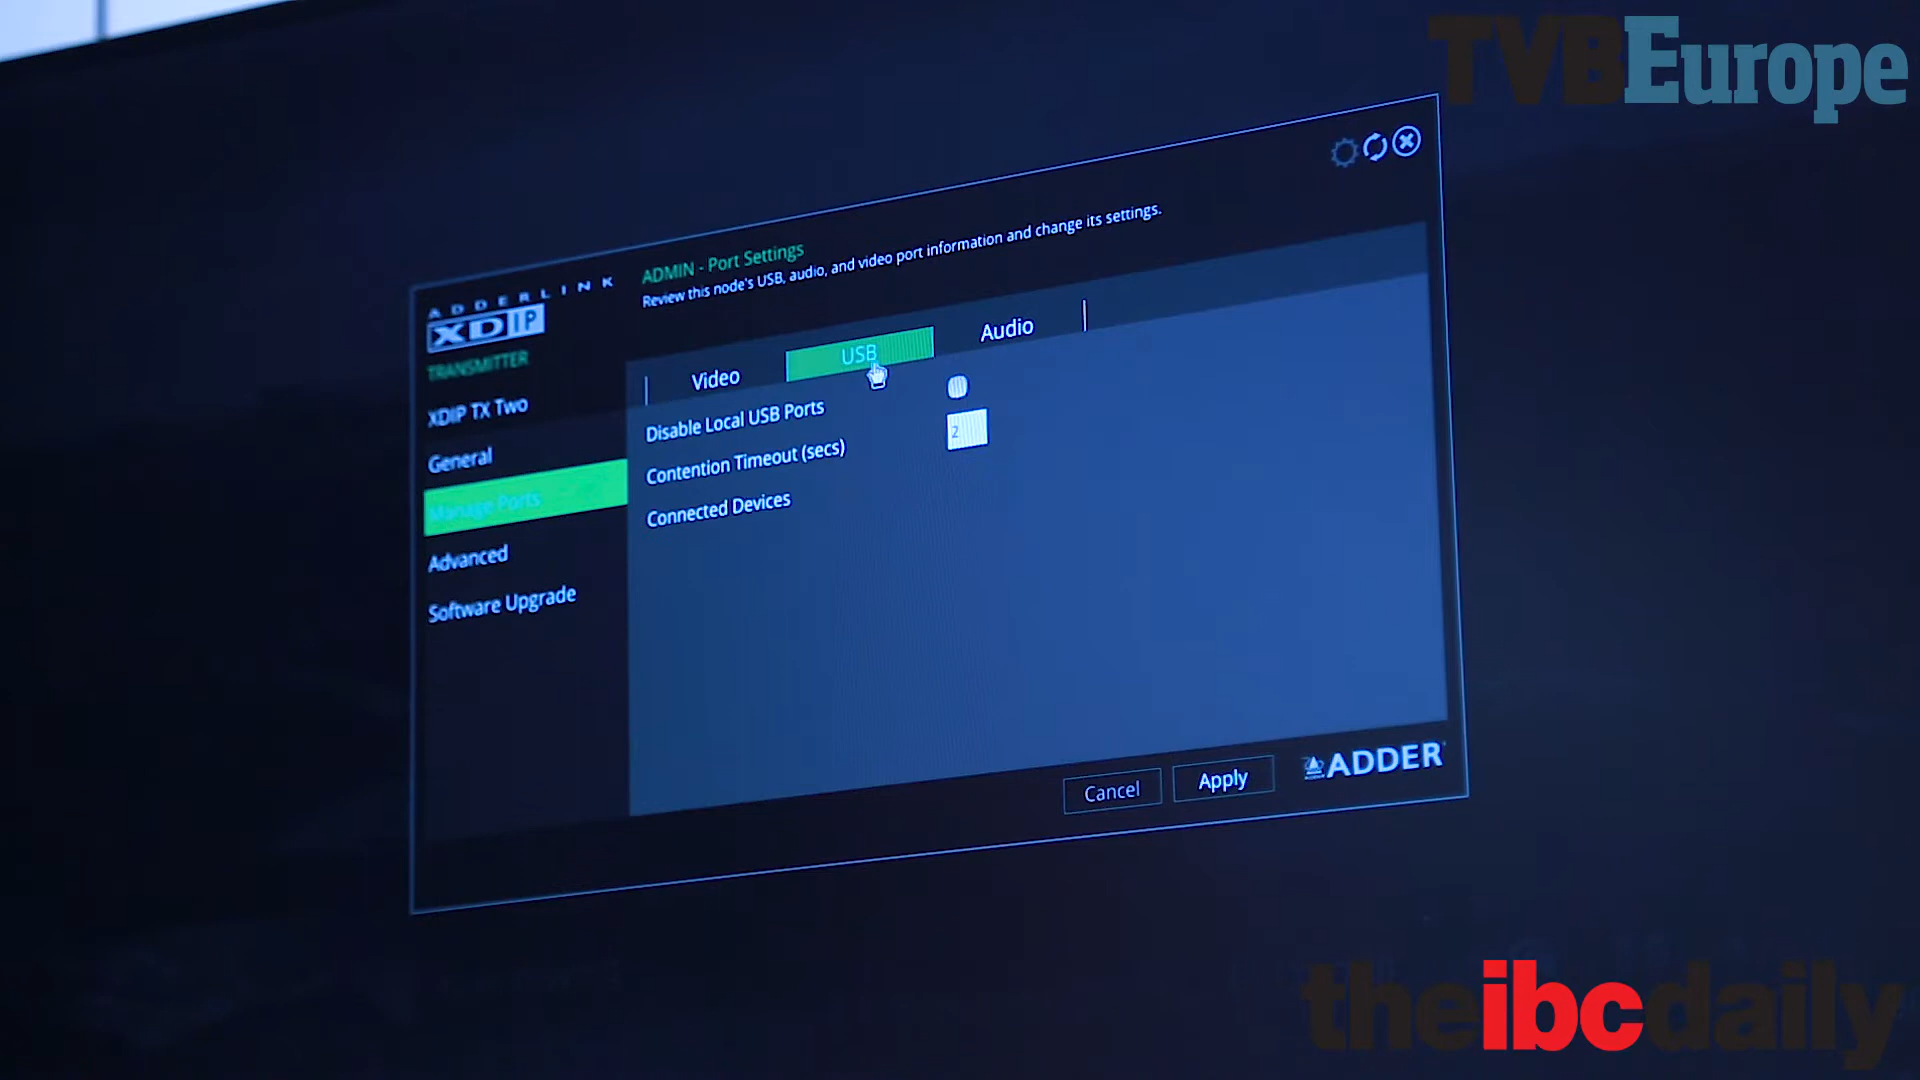 TVBEurope
ADDERLINK
XDIP
TRANSMITTER
XDIP TX Two
General
Manage Ports
Advanced
Software Upgrade
ADMIN - Port Settings
Review this node's USB, audio, and video port information and change its settings.
Video
USB
Audio
Disable Local USB Ports
Contention Timeout (secs)
2
Connected Devices
Cancel
Apply
ADDER
theibcdaily